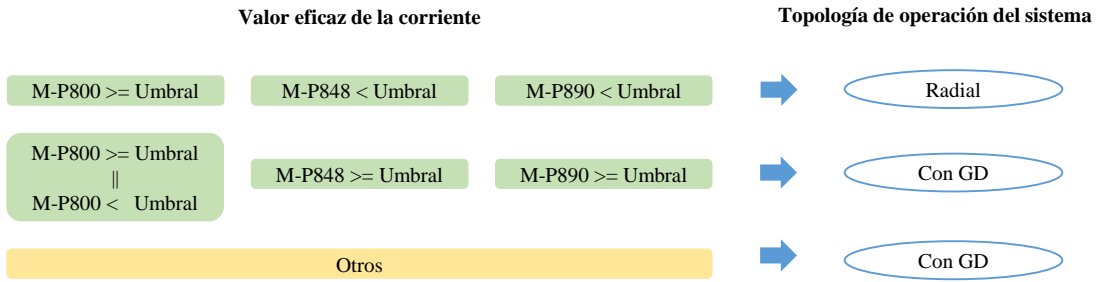 Valor eficaz de la corriente
Topología de operación del sistema
M-P800 >= Umbral
M-P848 < Umbral
M-P890 < Umbral
Radial
M-P800 >= Umbral
||
M-P800 < Umbral
M-P848 >= Umbral
M-P890 >= Umbral
Con GD
Otros
Con GD